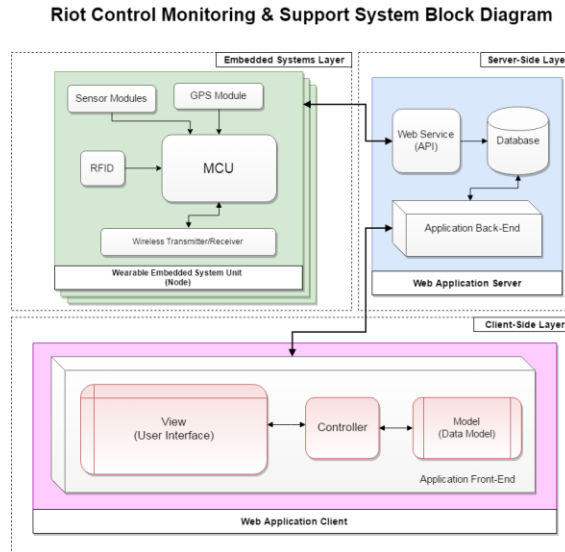 Riot Control Monitoring & Support System Block Diagram
Embedded Systems Layer
Server-Side Laye
Sensor Modules
GPS Module
RFID
MCU
Wireless Transmitter/Receiver
Wearable Embedded System Unit
(Node)
Web Service
(API)
Database
Application Back-End
Web Application Server
Client-Side Layer
View
(User Interface)
Controller
Model
(Data Model)
Application Front-End
Web Application Client